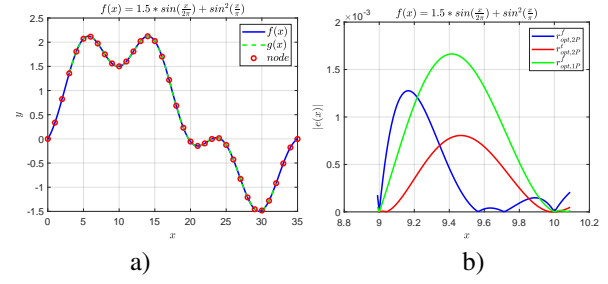 f(x) = 1.5 * sin(x/2π) + sin²(x/π)
2.5
2
1.5
1
0.5
0
-0.5
-1
-1.5
y
0 5 10 15 20 25 30 35
x
f(x)
g(x)
node
a)
f(x) = 1.5 * sin(x/2π) + sin²(x/π)
×10⁻³
1.5
1
0.5
0
|e(x)|
8.8 9 9.2 9.4 9.6 9.8 10 10.2
x
b)